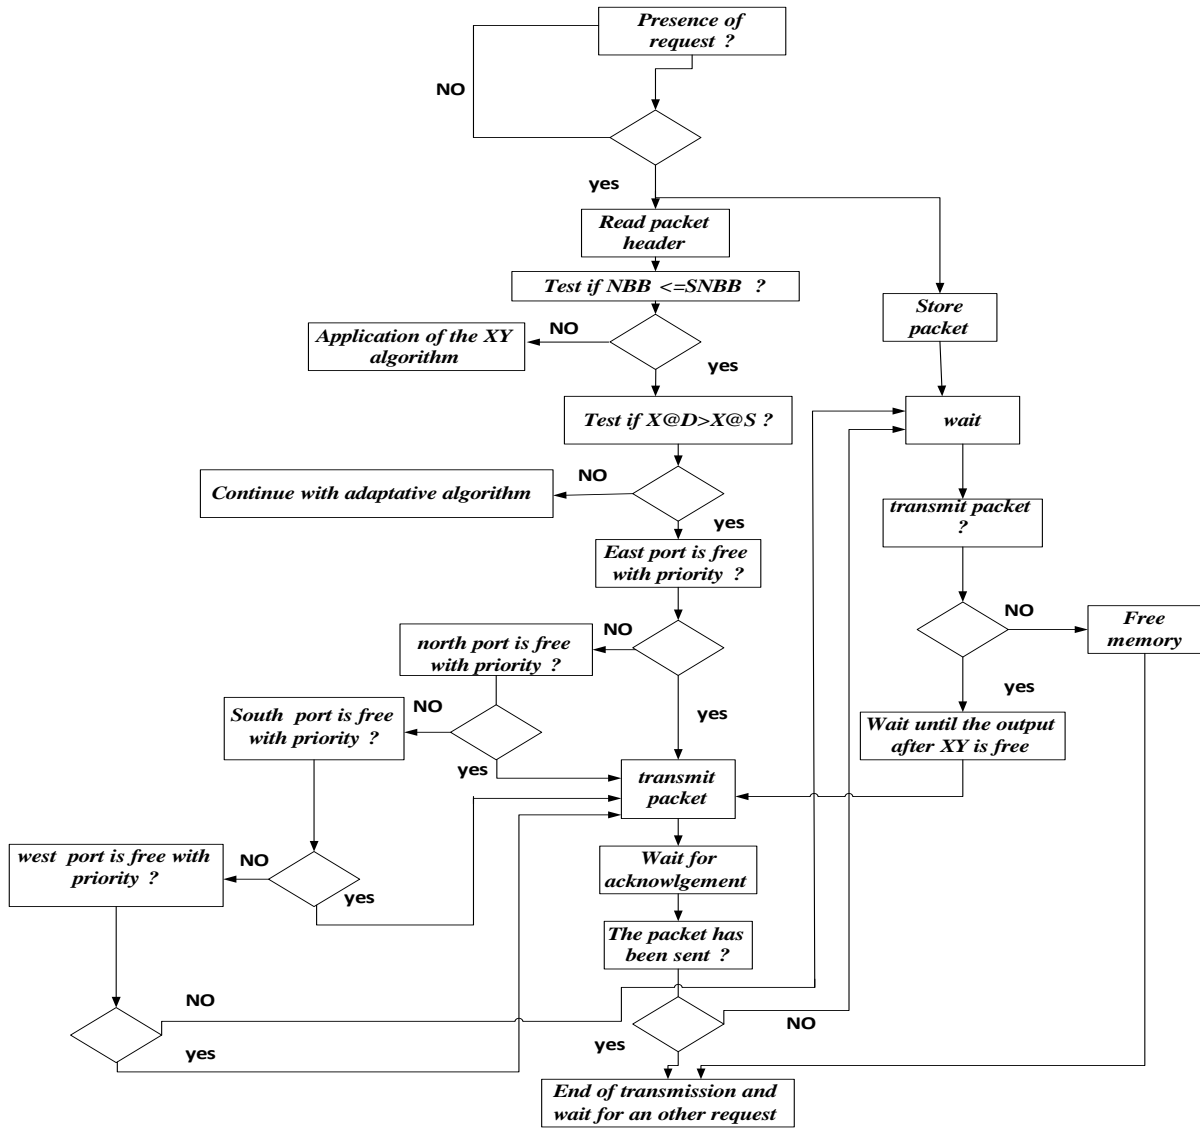 Presence of
request ?
NO
yes
Read packet
header
Test if NBB <=SNBB ?
Store
packet
NO
Application of the XY
algorithm
yes
Test if X@D>X@S ?
wait
NO
Continue with adaptative algorithm
yes
transmit packet
?
East port is free
with priority ?
NO
Free
memory
NO
north port is free
with priority ?
yes
South port is free
with priority ?
NO
yes
Wait until the output
after XY is free
yes
transmit
packet
west port is free with
priority ?
NO
yes
Wait for
acknowlgement
The packet has
been sent ?
NO
yes
NO
yes
End of transmission and
wait for an other request